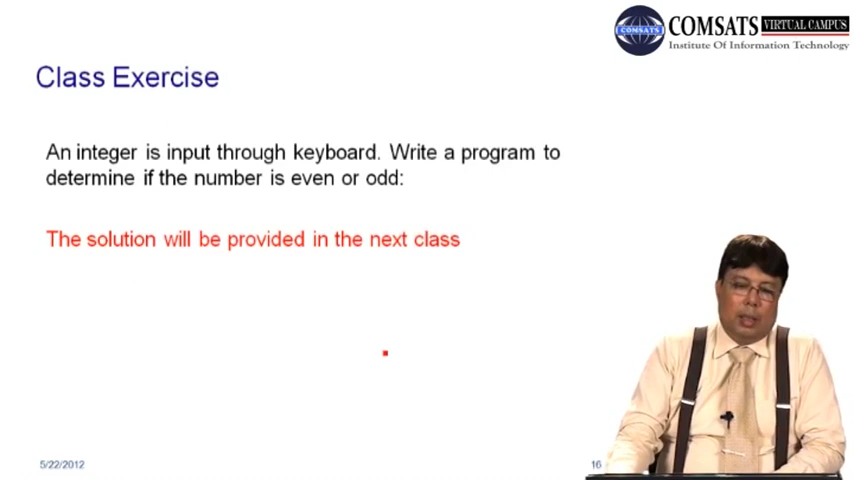 COMSATS
COMSATS VIRTUAL CAMPUS
Institute Of Information Technology
Class Exercise
An integer is input through keyboard. Write a program to
determine if the number is even or odd:
The solution will be provided in the next class
5/22/2012
16